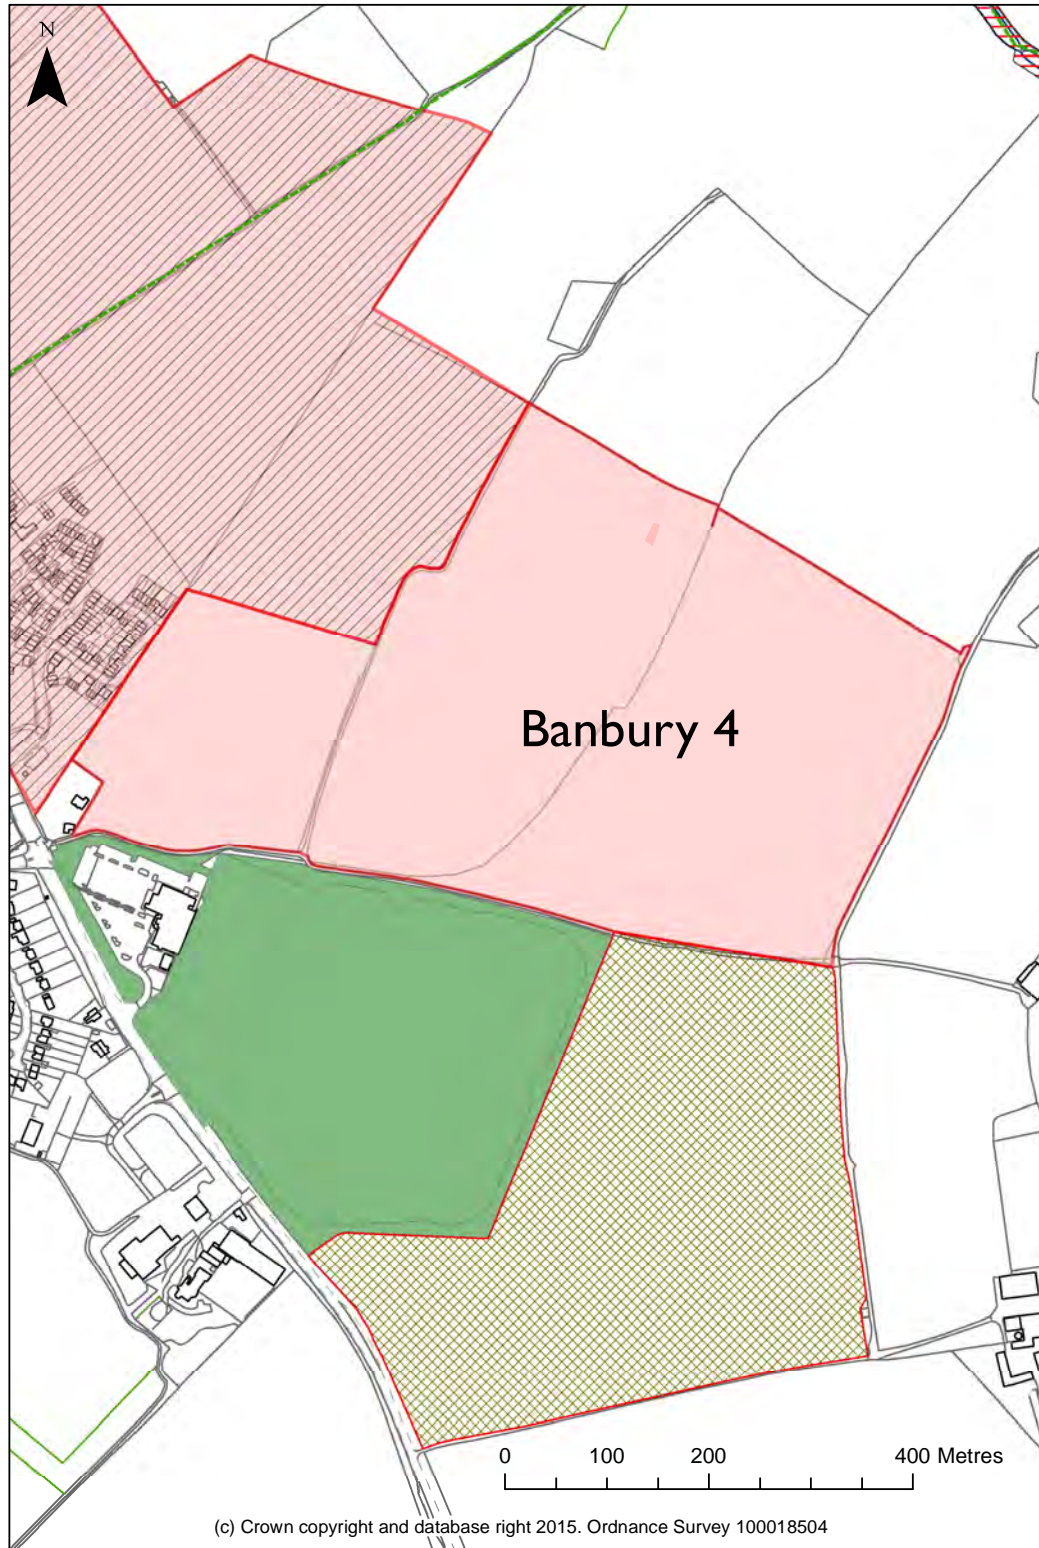 N
Banbury 4
0 100 200 400 Metres
(c) Crown copyright and database right 2015. Ordnance Survey 100018504